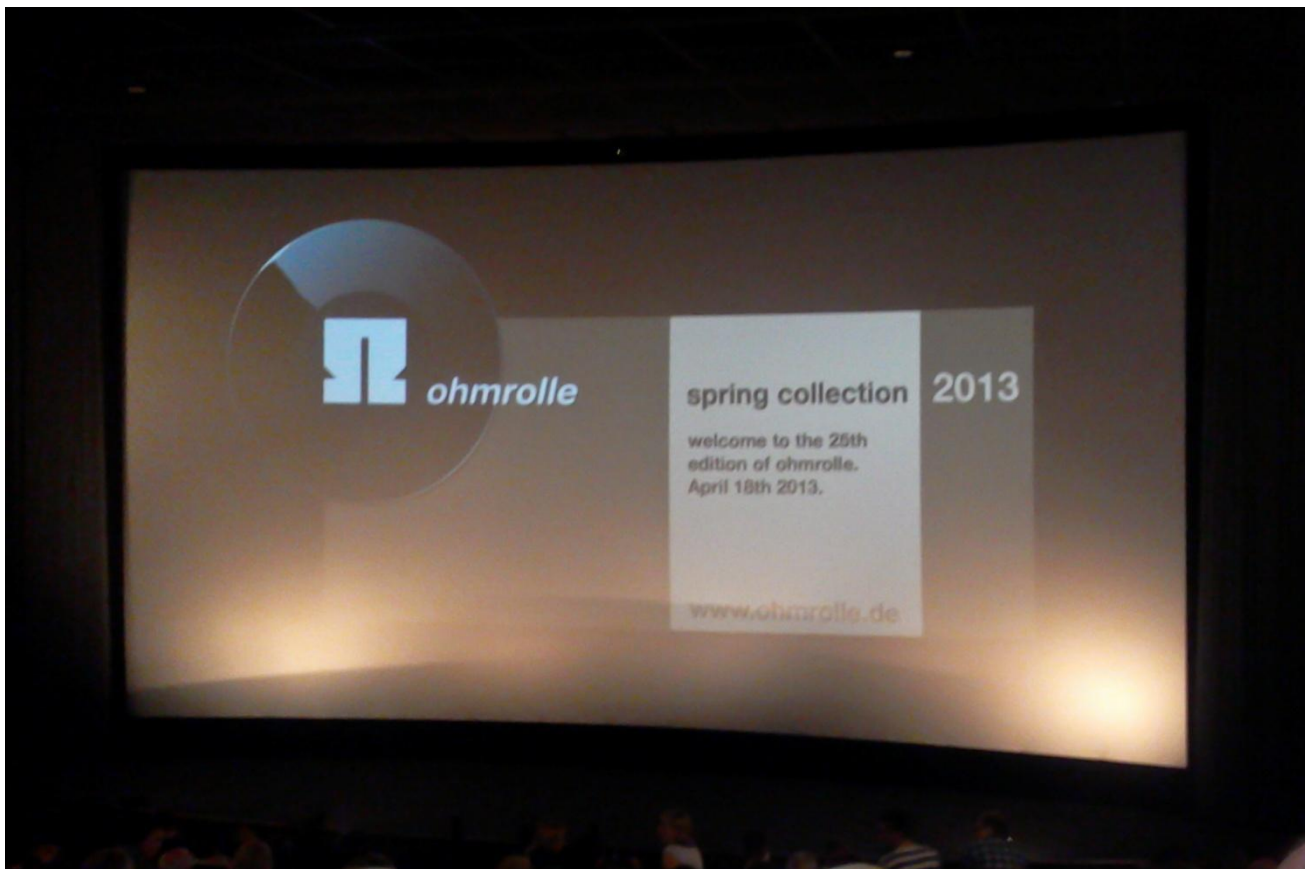 ohmrolle
spring collection
2013
welcome to the 25th
edition of ohmrolle.
April 18th 2013.
www.ohmrolle.de